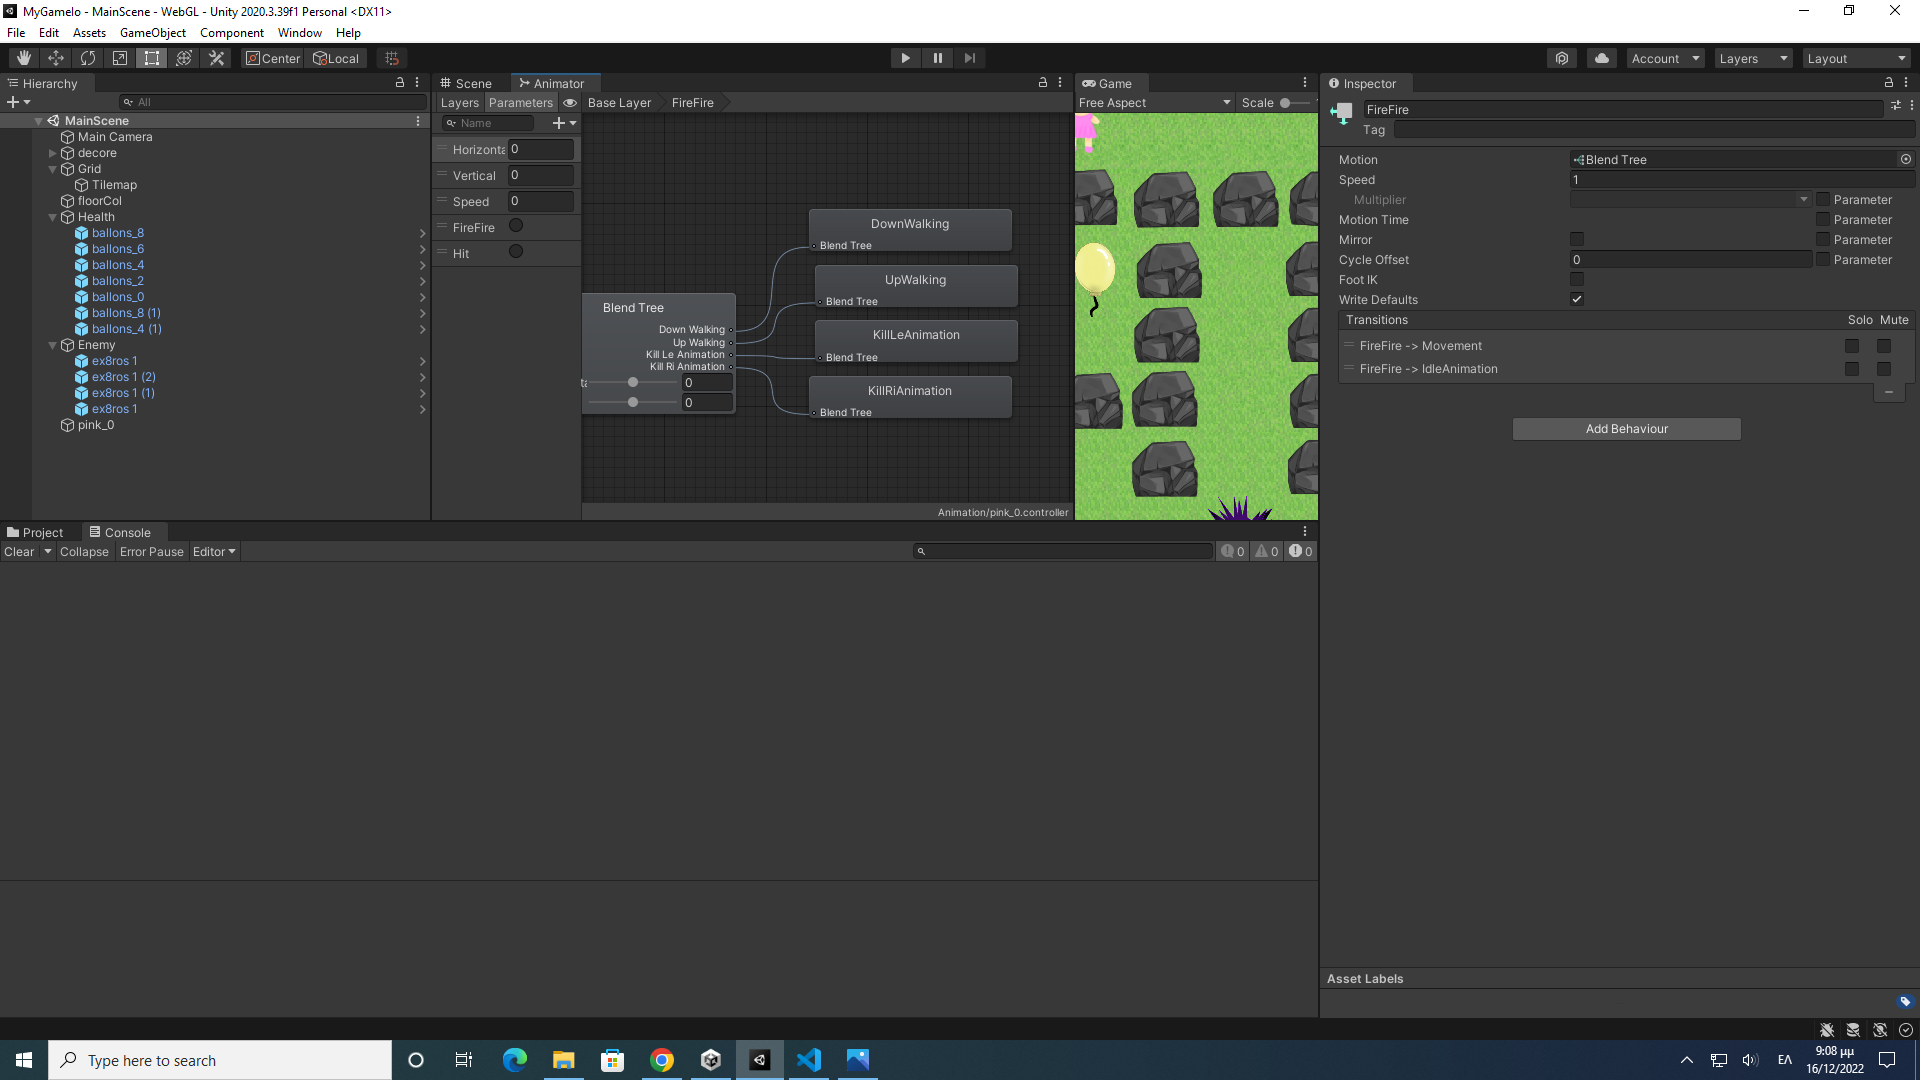 MyGamelo - MainScene - WebGL - Unity 2020.3.39f1 Personal <DX11>
File Edit Assets GameObject Component Window Help
Center Local Account Layers Layout
Hierarchy
All
MainScene
Main Camera
decore
Grid
Tilemap
floorCol
Health
ballons_8
ballons_6
ballons_4
ballons_2
ballons_0
ballons_8 (1)
ballons_4 (1)
Enemy
ex8ros 1
ex8ros 1 (2)
ex8ros 1 (1)
ex8ros 1
pink_0
Scene Animator
Layers Parameters Base Layer FireFire
Name
Horizonta 0
Vertical 0
Speed 0
FireFire
Hit
Blend Tree
Down Walking
Up Walking
Kill Le Animation
Kill Ri Animation
0
0
DownWalking
Blend Tree
UpWalking
Blend Tree
KillLeAnimation
Blend Tree
KillRiAnimation
Blend Tree
Animation/pink_0.controller
Game
Free Aspect Scale
Inspector
FireFire
Tag
Motion Blend Tree
Speed 1
Multiplier Parameter
Motion Time Parameter
Mirror Parameter
Cycle Offset 0 Parameter
Foot IK
Write Defaults
Transitions Solo Mute
FireFire -> Movement
FireFire -> IdleAnimation
Add Behaviour
Asset Labels
Project Console
Clear Collapse Error Pause Editor 0 0 0
Type here to search
ΕΛ
9:08 μμ
16/12/2022